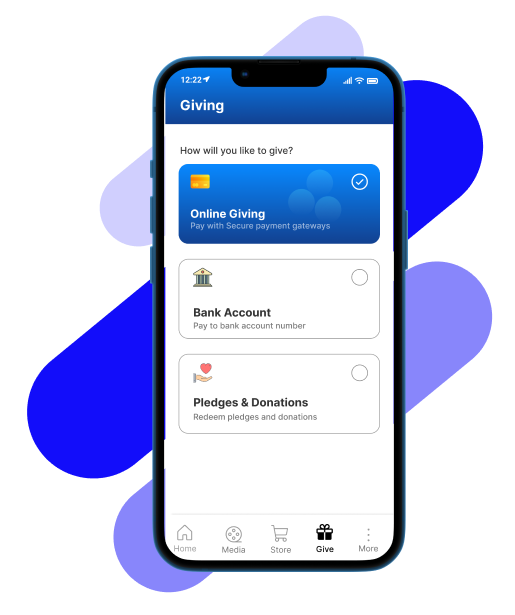 12:22
Giving
How will you like to give?
Online Giving
Pay with Secure payment gateways
Bank Account
Pay to bank account number
Pledges & Donations
Redeem pledges and donations
Home Media Store Give More